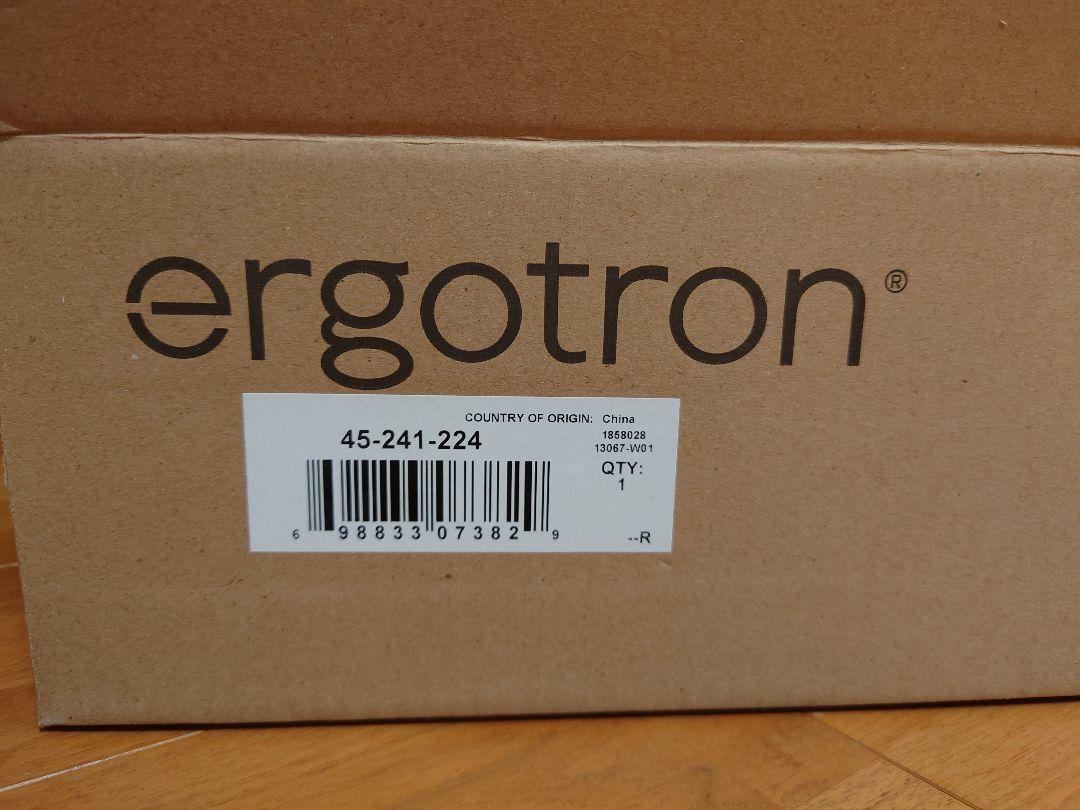 ergotron®
COUNTRY OF ORIGIN: China
45-241-224
1858028
13067-W01
QTY:
1
6 98833 07382 9
--R